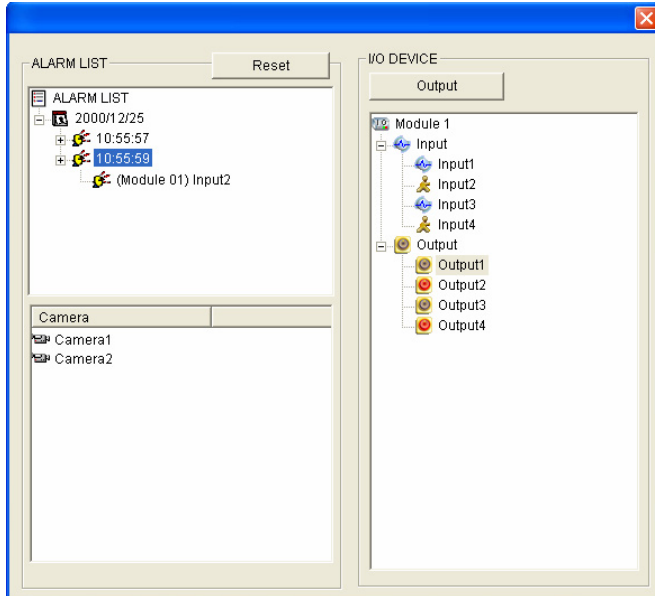 ALARM LIST
Reset
ALARM LIST
2000/12/25
10:55:57
10:55:59
(Module 01) Input2
Camera
Camera1
Camera2
I/O DEVICE
Output
Module 1
Input
Input1
Input2
Input3
Input4
Output
Output1
Output2
Output3
Output4